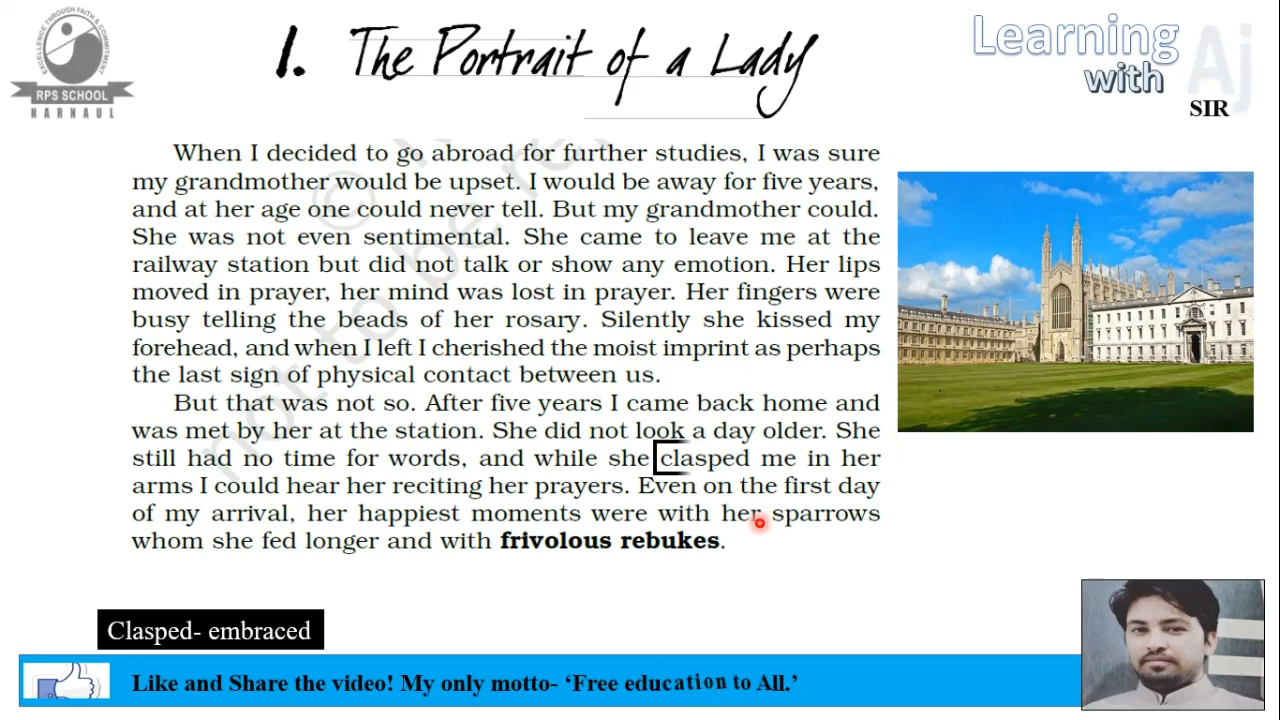 EXCELLENCE THROUGH FAITH & COMMITMENT
RPS SCHOOL
NARNAUL
1. The Portrait of a Lady
Learning
with
Aj
SIR
When I decided to go abroad for further studies, I was sure
my grandmother would be upset. I would be away for five years,
and at her age one could never tell. But my grandmother could.
She was not even sentimental. She came to leave me at the
railway station but did not talk or show any emotion. Her lips
moved in prayer, her mind was lost in prayer. Her fingers were
busy telling the beads of her rosary. Silently she kissed my
forehead, and when I left I cherished the moist imprint as perhaps
the last sign of physical contact between us.
But that was not so. After five years I came back home and
was met by her at the station. She did not look a day older. She
still had no time for words, and while she clasped me in her
arms I could hear her reciting her prayers. Even on the first day
of my arrival, her happiest moments were with her sparrows
whom she fed longer and with frivolous rebukes.
not to be re
Clasped- embraced
Like and Share the video! My only motto- ‘Free education to All.’